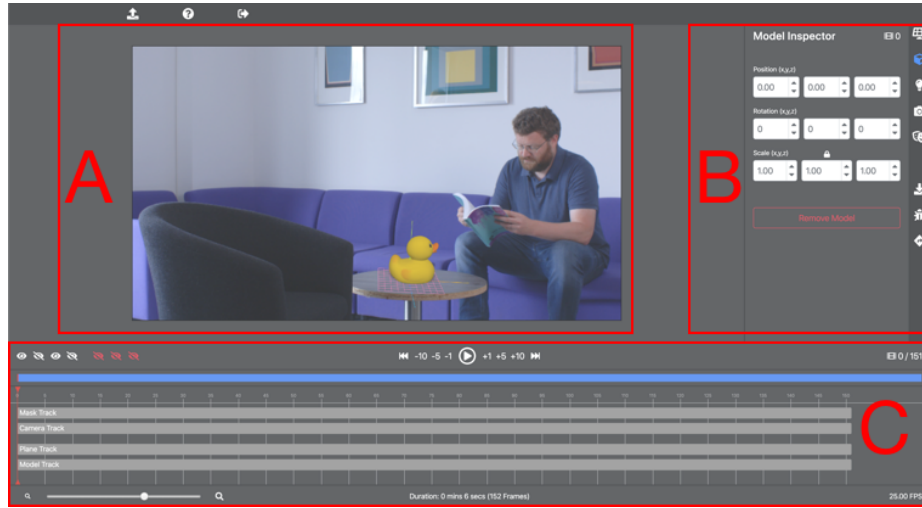 Model Inspector 0
Position (x,y,z)
0.00 0.00 0.00
Rotation (x,y,z)
0 0 0
Scale (x,y,z)
1.00 1.00 1.00
Remove Model
A
B
-10 -5 -1 +1 +5 +10
0 / 151
Mask Track
Camera Track
Plane Track
Model Track
C
Duration: 0 mins 6 secs (152 Frames)
25.00 FPS